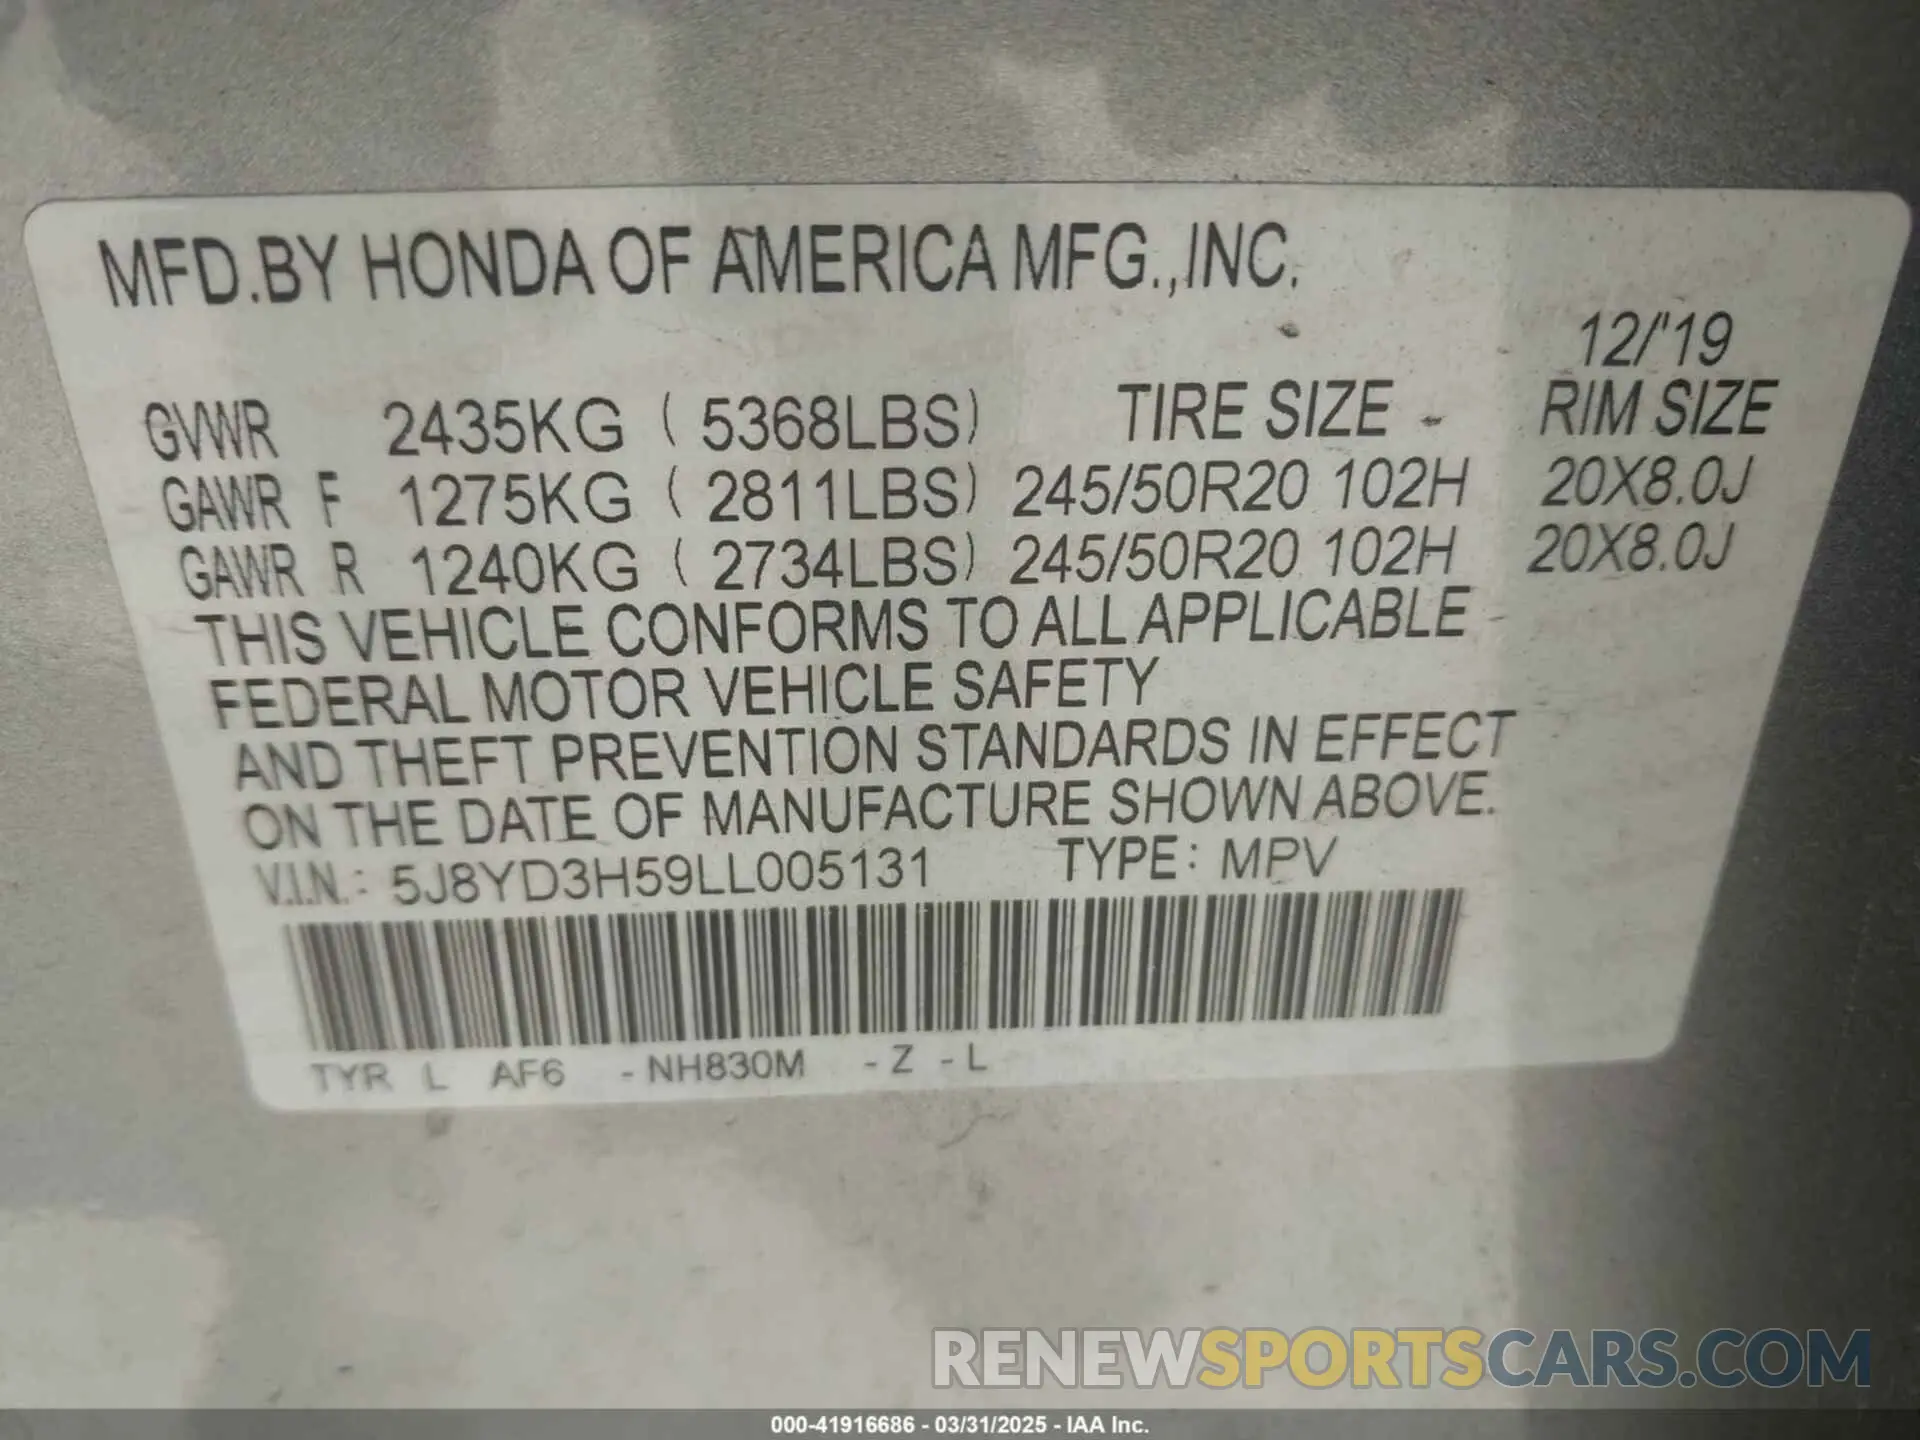 MFD.BY HONDA OF AMERICA MFG.,INC.
12/'19
GVWR 2435KG ( 5368LBS) TIRE SIZE - RIM SIZE
GAWR F 1275KG ( 2811LBS) 245/50R20 102H 20X8.0J
GAWR R 1240KG ( 2734LBS) 245/50R20 102H 20X8.0J
THIS VEHICLE CONFORMS TO ALL APPLICABLE
FEDERAL MOTOR VEHICLE SAFETY
AND THEFT PREVENTION STANDARDS IN EFFECT
ON THE DATE OF MANUFACTURE SHOWN ABOVE.
V.I.N.: 5J8YD3H59LL005131 TYPE: MPV
TYR L AF6 -NH830M -Z -L
RENEWSPORTSCARS.COM
000-41916686 - 03/31/2025 - IAA Inc.